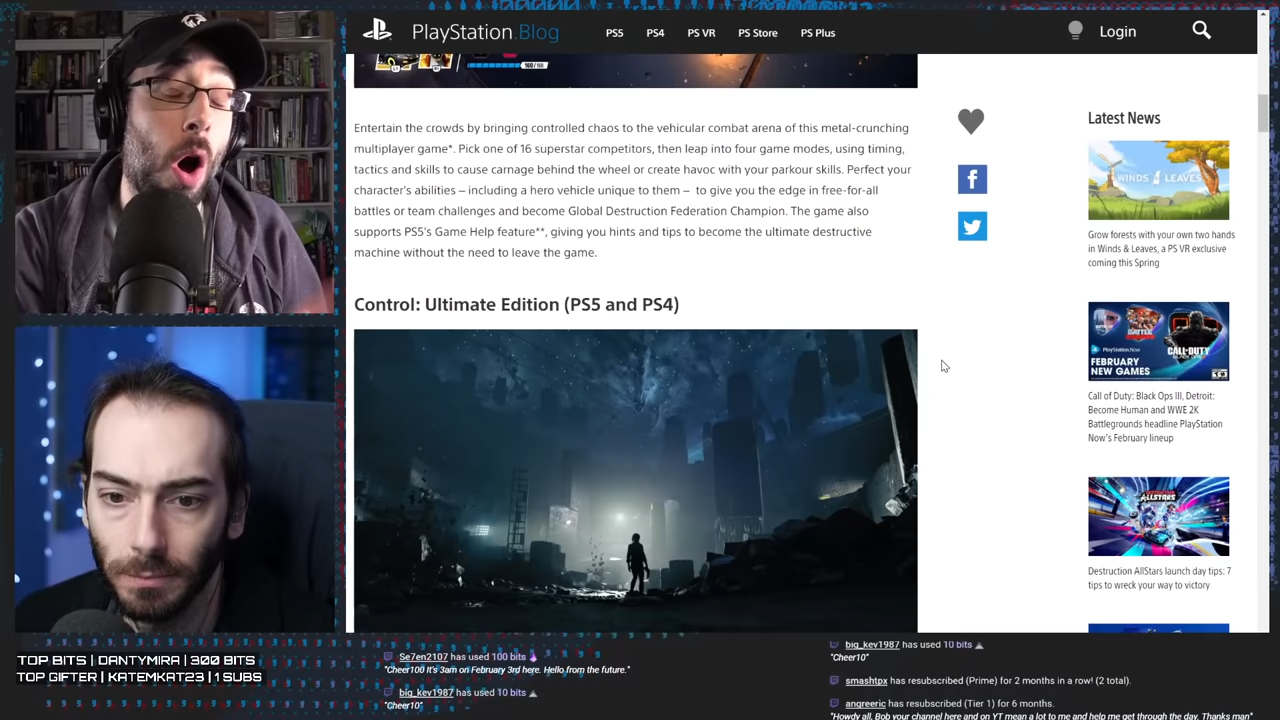 PlayStation.Blog
PS5
PS4
PS VR
PS Store
PS Plus
Login
160/160
Entertain the crowds by bringing controlled chaos to the vehicular combat arena of this metal-crunching
multiplayer game*. Pick one of 16 superstar competitors, then leap into four game modes, using timing,
tactics and skills to cause carnage behind the wheel or create havoc with your parkour skills. Perfect your
character's abilities – including a hero vehicle unique to them –  to give you the edge in free-for-all
battles or team challenges and become Global Destruction Federation Champion. The game also
supports PS5's Game Help feature**, giving you hints and tips to become the ultimate destructive
machine without the need to leave the game.
Control: Ultimate Edition (PS5 and PS4)
Latest News
WINDS & LEAVES
Grow forests with your own two hands
in Winds & Leaves, a PS VR exclusive
coming this Spring
PlayStation Now
FEBRUARY
NEW GAMES
CALL OF DUTY
Call of Duty: Black Ops III, Detroit:
Become Human and WWE 2K
Battlegrounds headline PlayStation
Now's February lineup
ALLSTARS
Destruction AllStars launch day tips: 7
tips to wreck your way to victory
TOP BITS | DANTYMIRA | 300 BITS
TOP GIFTER | KATEMKAT23 | 1 SUBS
Se7en2107 has used 100 bits
"Cheer100 It's 3am on February 3rd here. Hello from the future."
big_kev1987 has used 10 bits
"Cheer10"
big_kev1987 has used 10 bits
"Cheer10"
smashtpx has resubscribed (Prime) for 2 months in a row! (2 total).
angreeric has resubscribed (Tier 1) for 6 months.
"Howdy all, Bob your channel here and on YT mean a lot to me and help me get through the day. Thanks man"